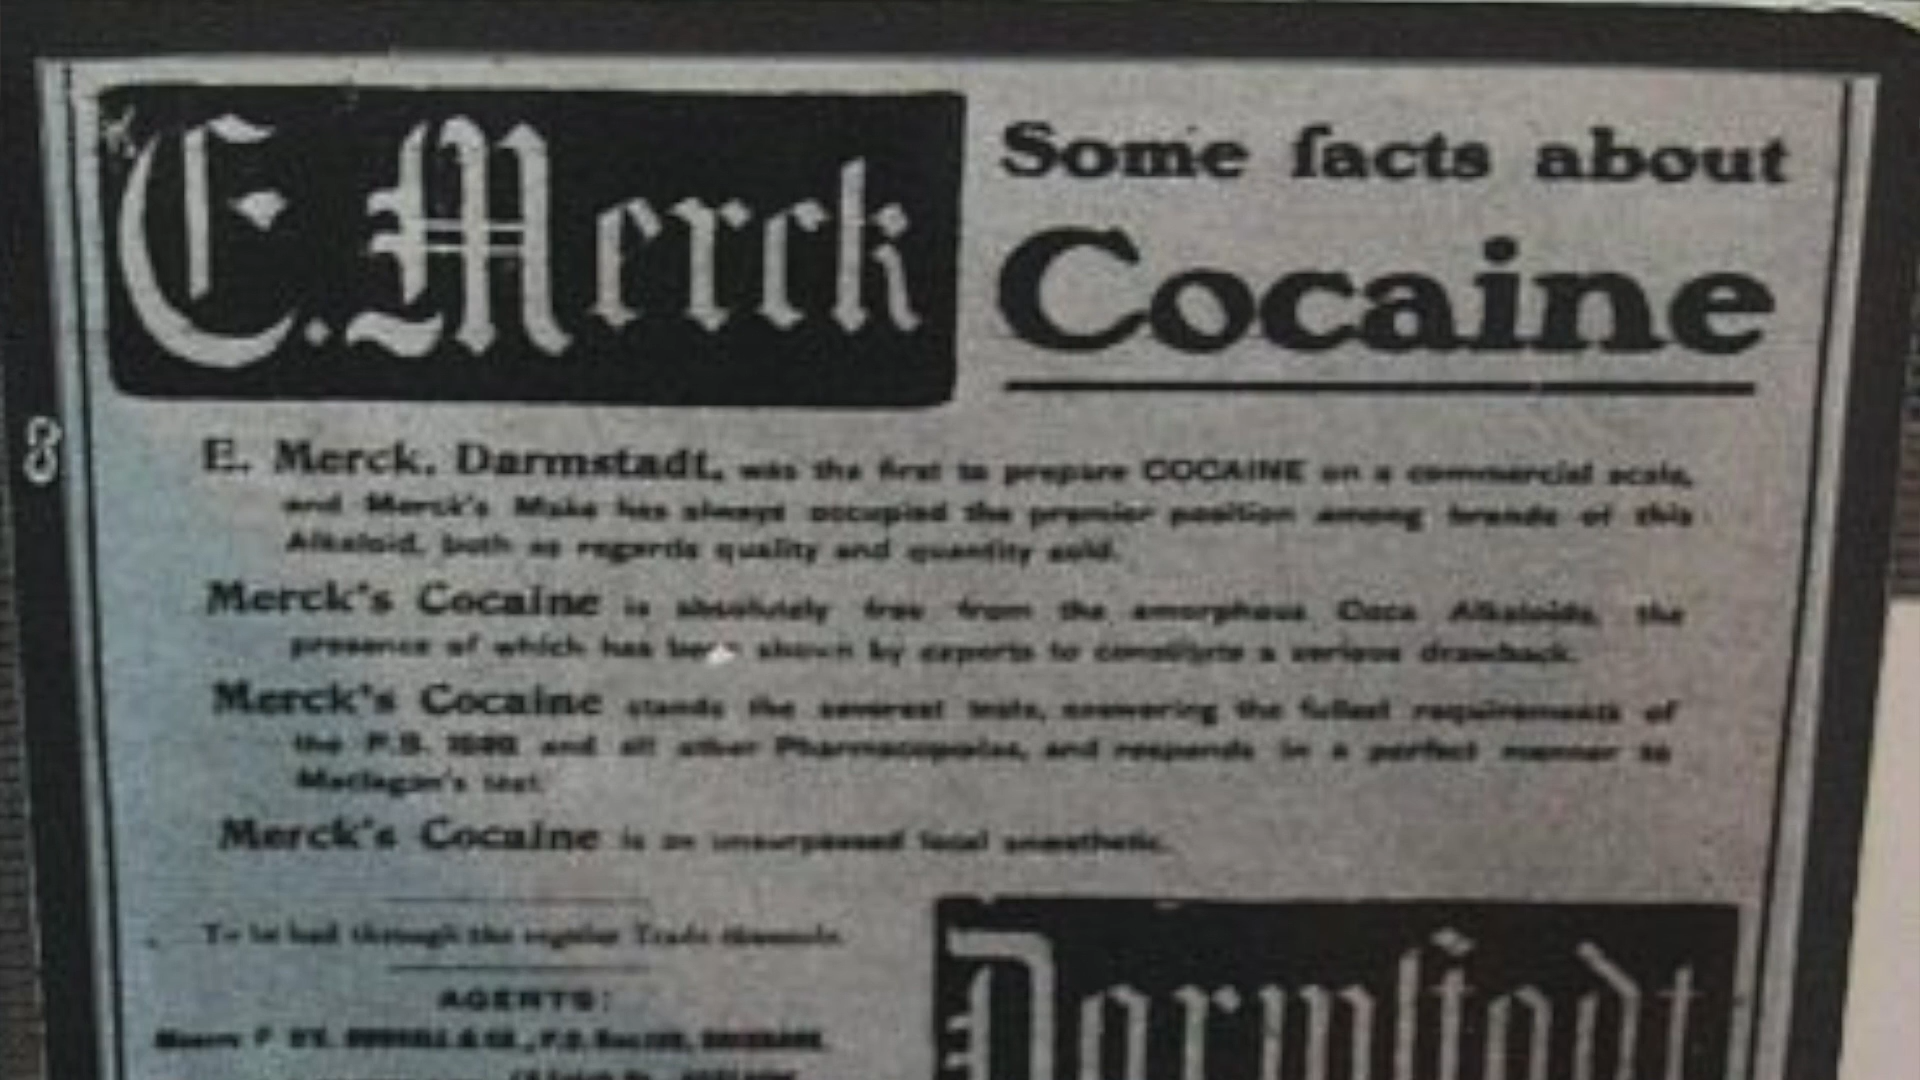 E. Merck
Some facts about
Cocaine
E. Merck, Darmstadt, was the first to prepare COCAINE on a commercial scale,
and Merck's Make has always occupied the premier position among brands of this
Alkaloid, both as regards quality and quantity sold.
Merck's Cocaine is absolutely free from the amorphous Coca Alkaloids, the
presence of which has been shown by experts to constitute a serious drawback.
Merck's Cocaine stands the severest tests, answering the fullest requirements of
the and all other Pharmacopoeias, and responds in a perfect manner to
Maclagan's test.
Merck's Cocaine is an unsurpassed local anæsthetic.
To be had through the regular Trade channels.
AGENTS:
Darmstadt